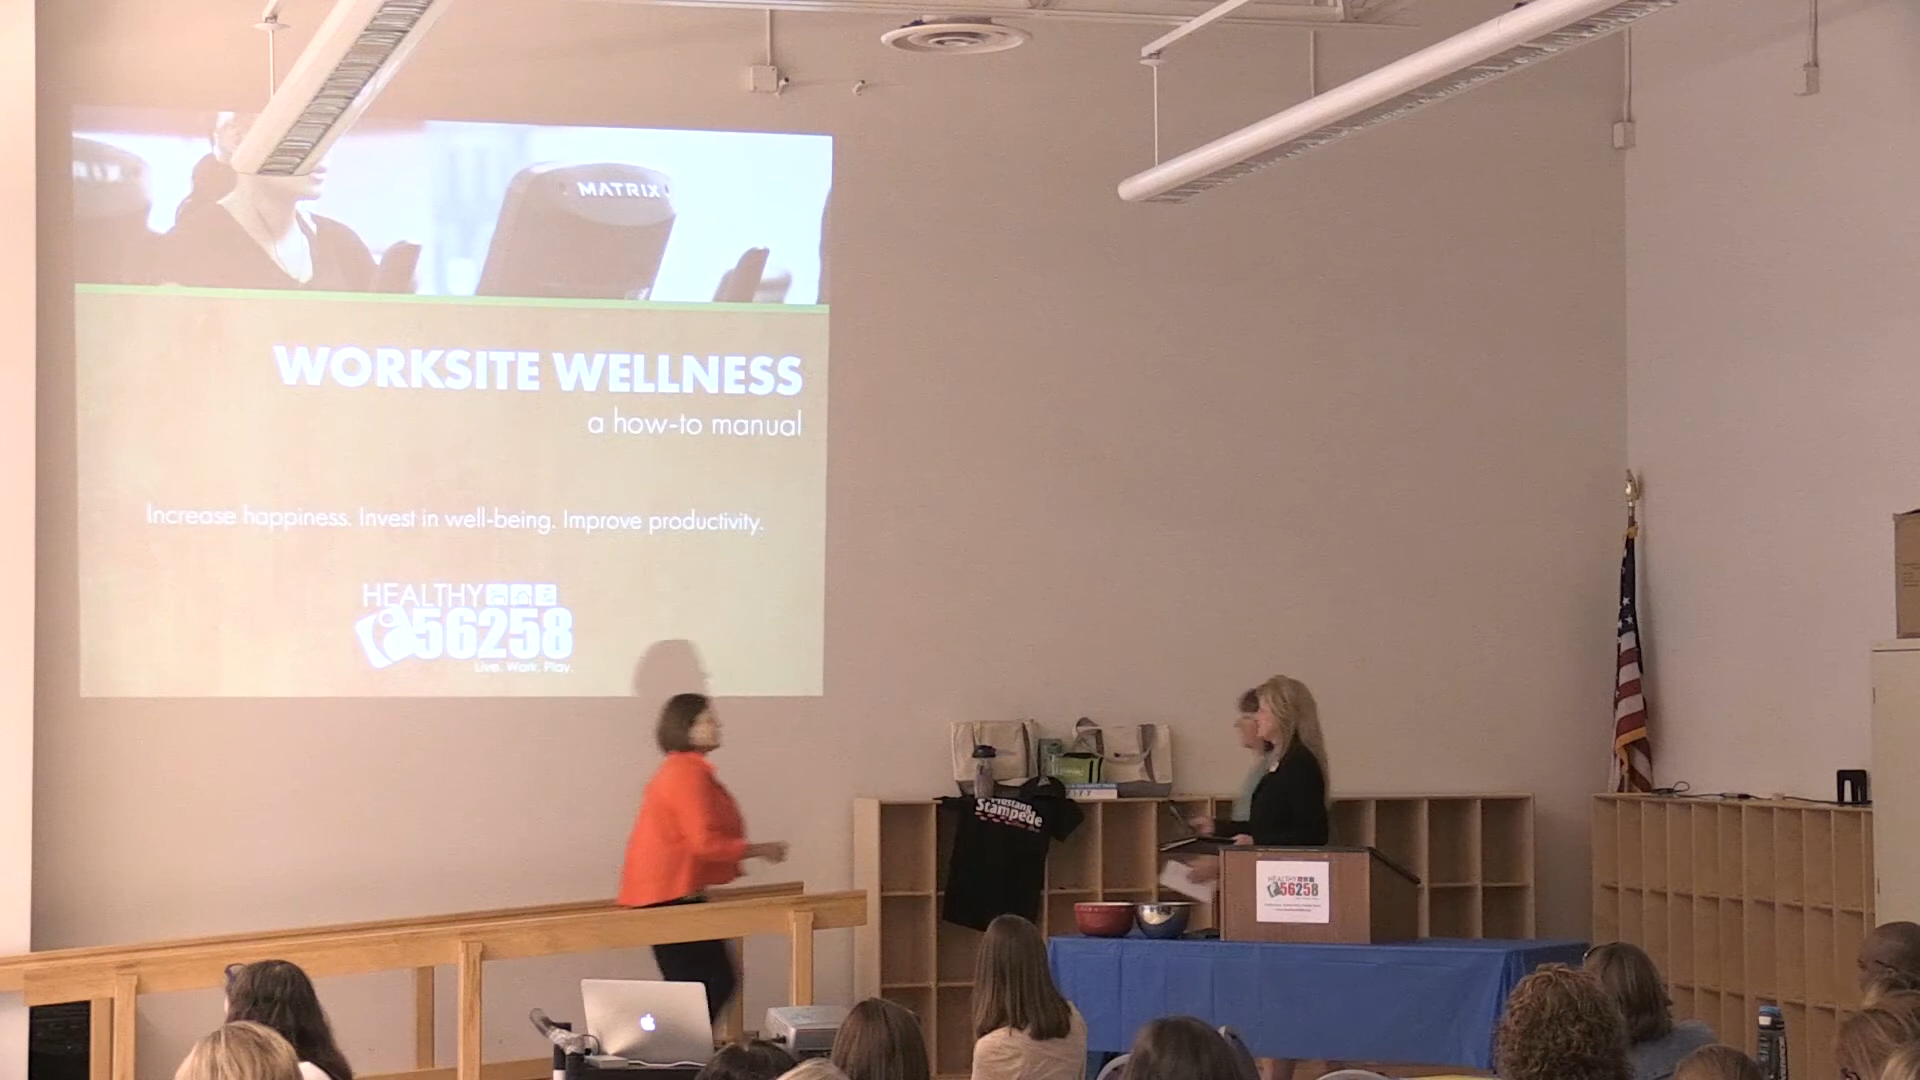 MATRIX
WORKSITE WELLNESS
a how-to manual
Increase happiness. Invest in well-being. Improve productivity.
HEALTHY
56258
Live. Work. Play.
Mustang
Stampede
HEALTHY
56258